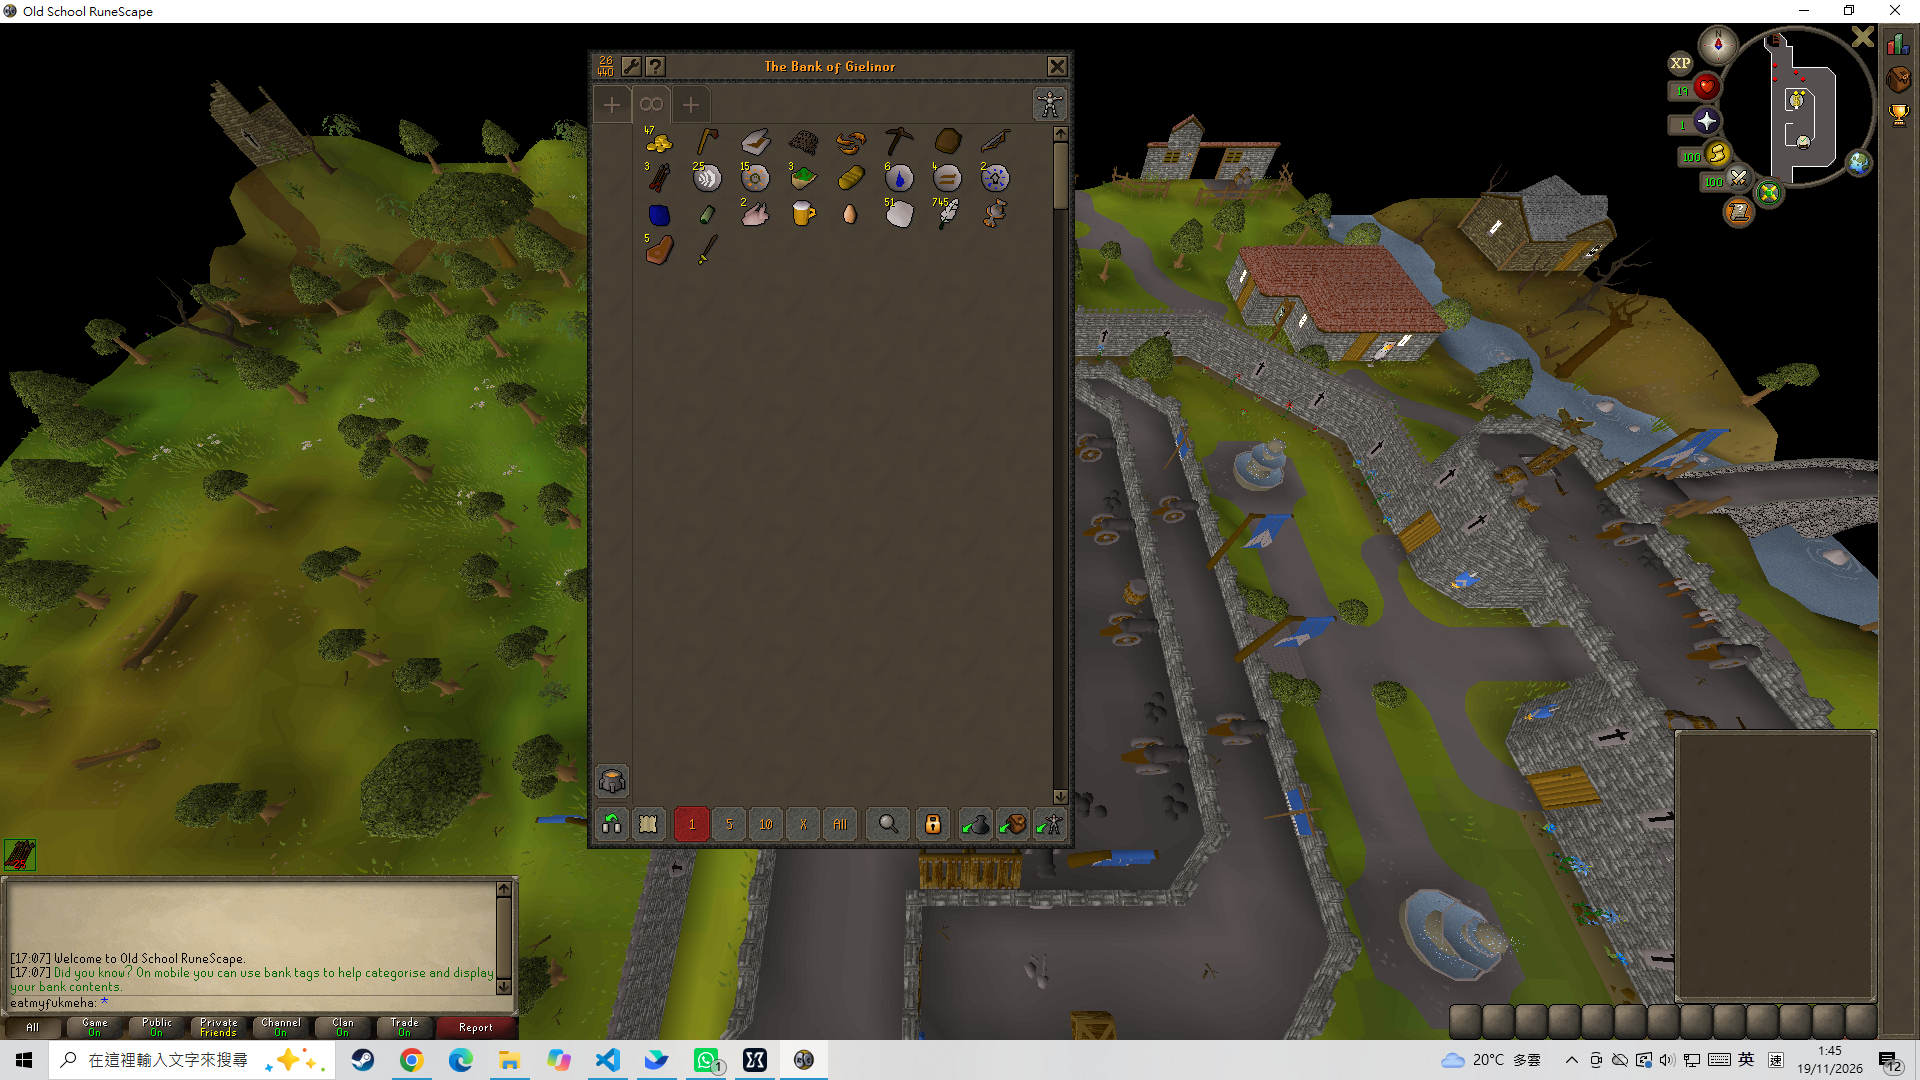 Old School RuneScape
26
440
?
The Bank of Gielinor
47
3
25
15
3
6
4
2
2
51
745
5
1
5
10
X
All
N
XP
19
1
100
100
25
[17:07] Welcome to Old School RuneScape.
[17:07] Did you know? On mobile you can use bank tags to help categorise and display
your bank contents.
eatmyfukmeha: *
All
Game
On
Public
On
Private
Friends
Channel
On
Clan
On
Trade
On
Report
在這裡輸入文字來搜尋
1
20°C 多雲
英
速
1:45
19/11/2026
12